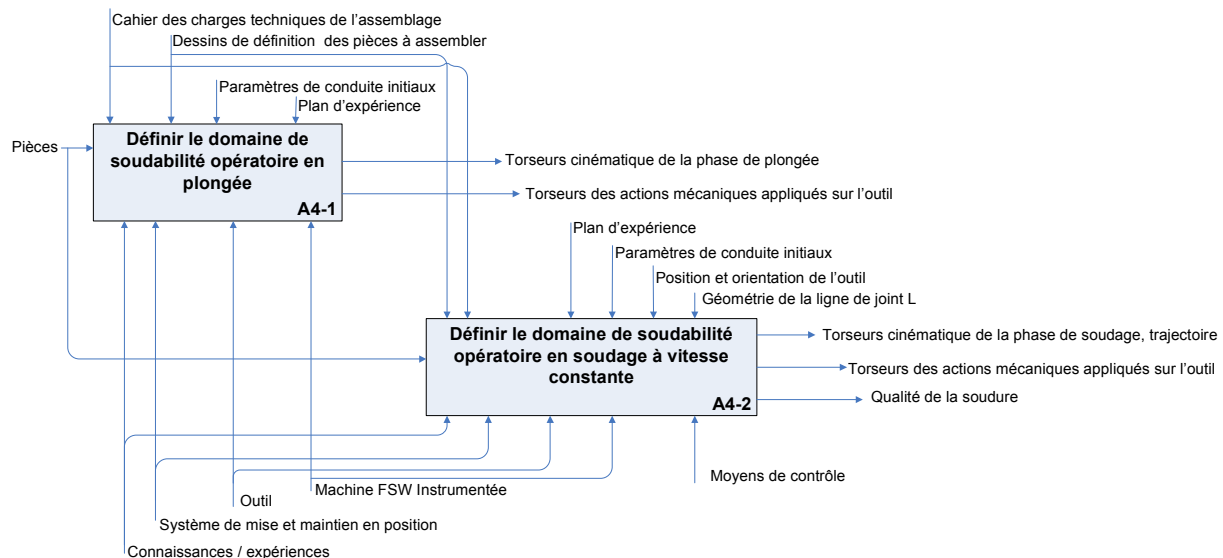 Cahier des charges techniques de l'assemblage
Dessins de définition des pièces à assembler
Paramètres de conduite initiaux
Plan d'expérience
Pièces
Définir le domaine de
soudabilité opératoire en
plongée
A4-1
Torseurs cinématique de la phase de plongée
Torseurs des actions mécaniques appliqués sur l'outil
Plan d'expérience
Paramètres de conduite initiaux
Position et orientation de l'outil
Géométrie de la ligne de joint L
Définir le domaine de soudabilité
opératoire en soudage à vitesse
constante
A4-2
Torseurs cinématique de la phase de soudage, trajectoire
Torseurs des actions mécaniques appliqués sur l'outil
Qualité de la soudure
Moyens de contrôle
Machine FSW Instrumentée
Outil
Système de mise et maintien en position
Connaissances / expériences